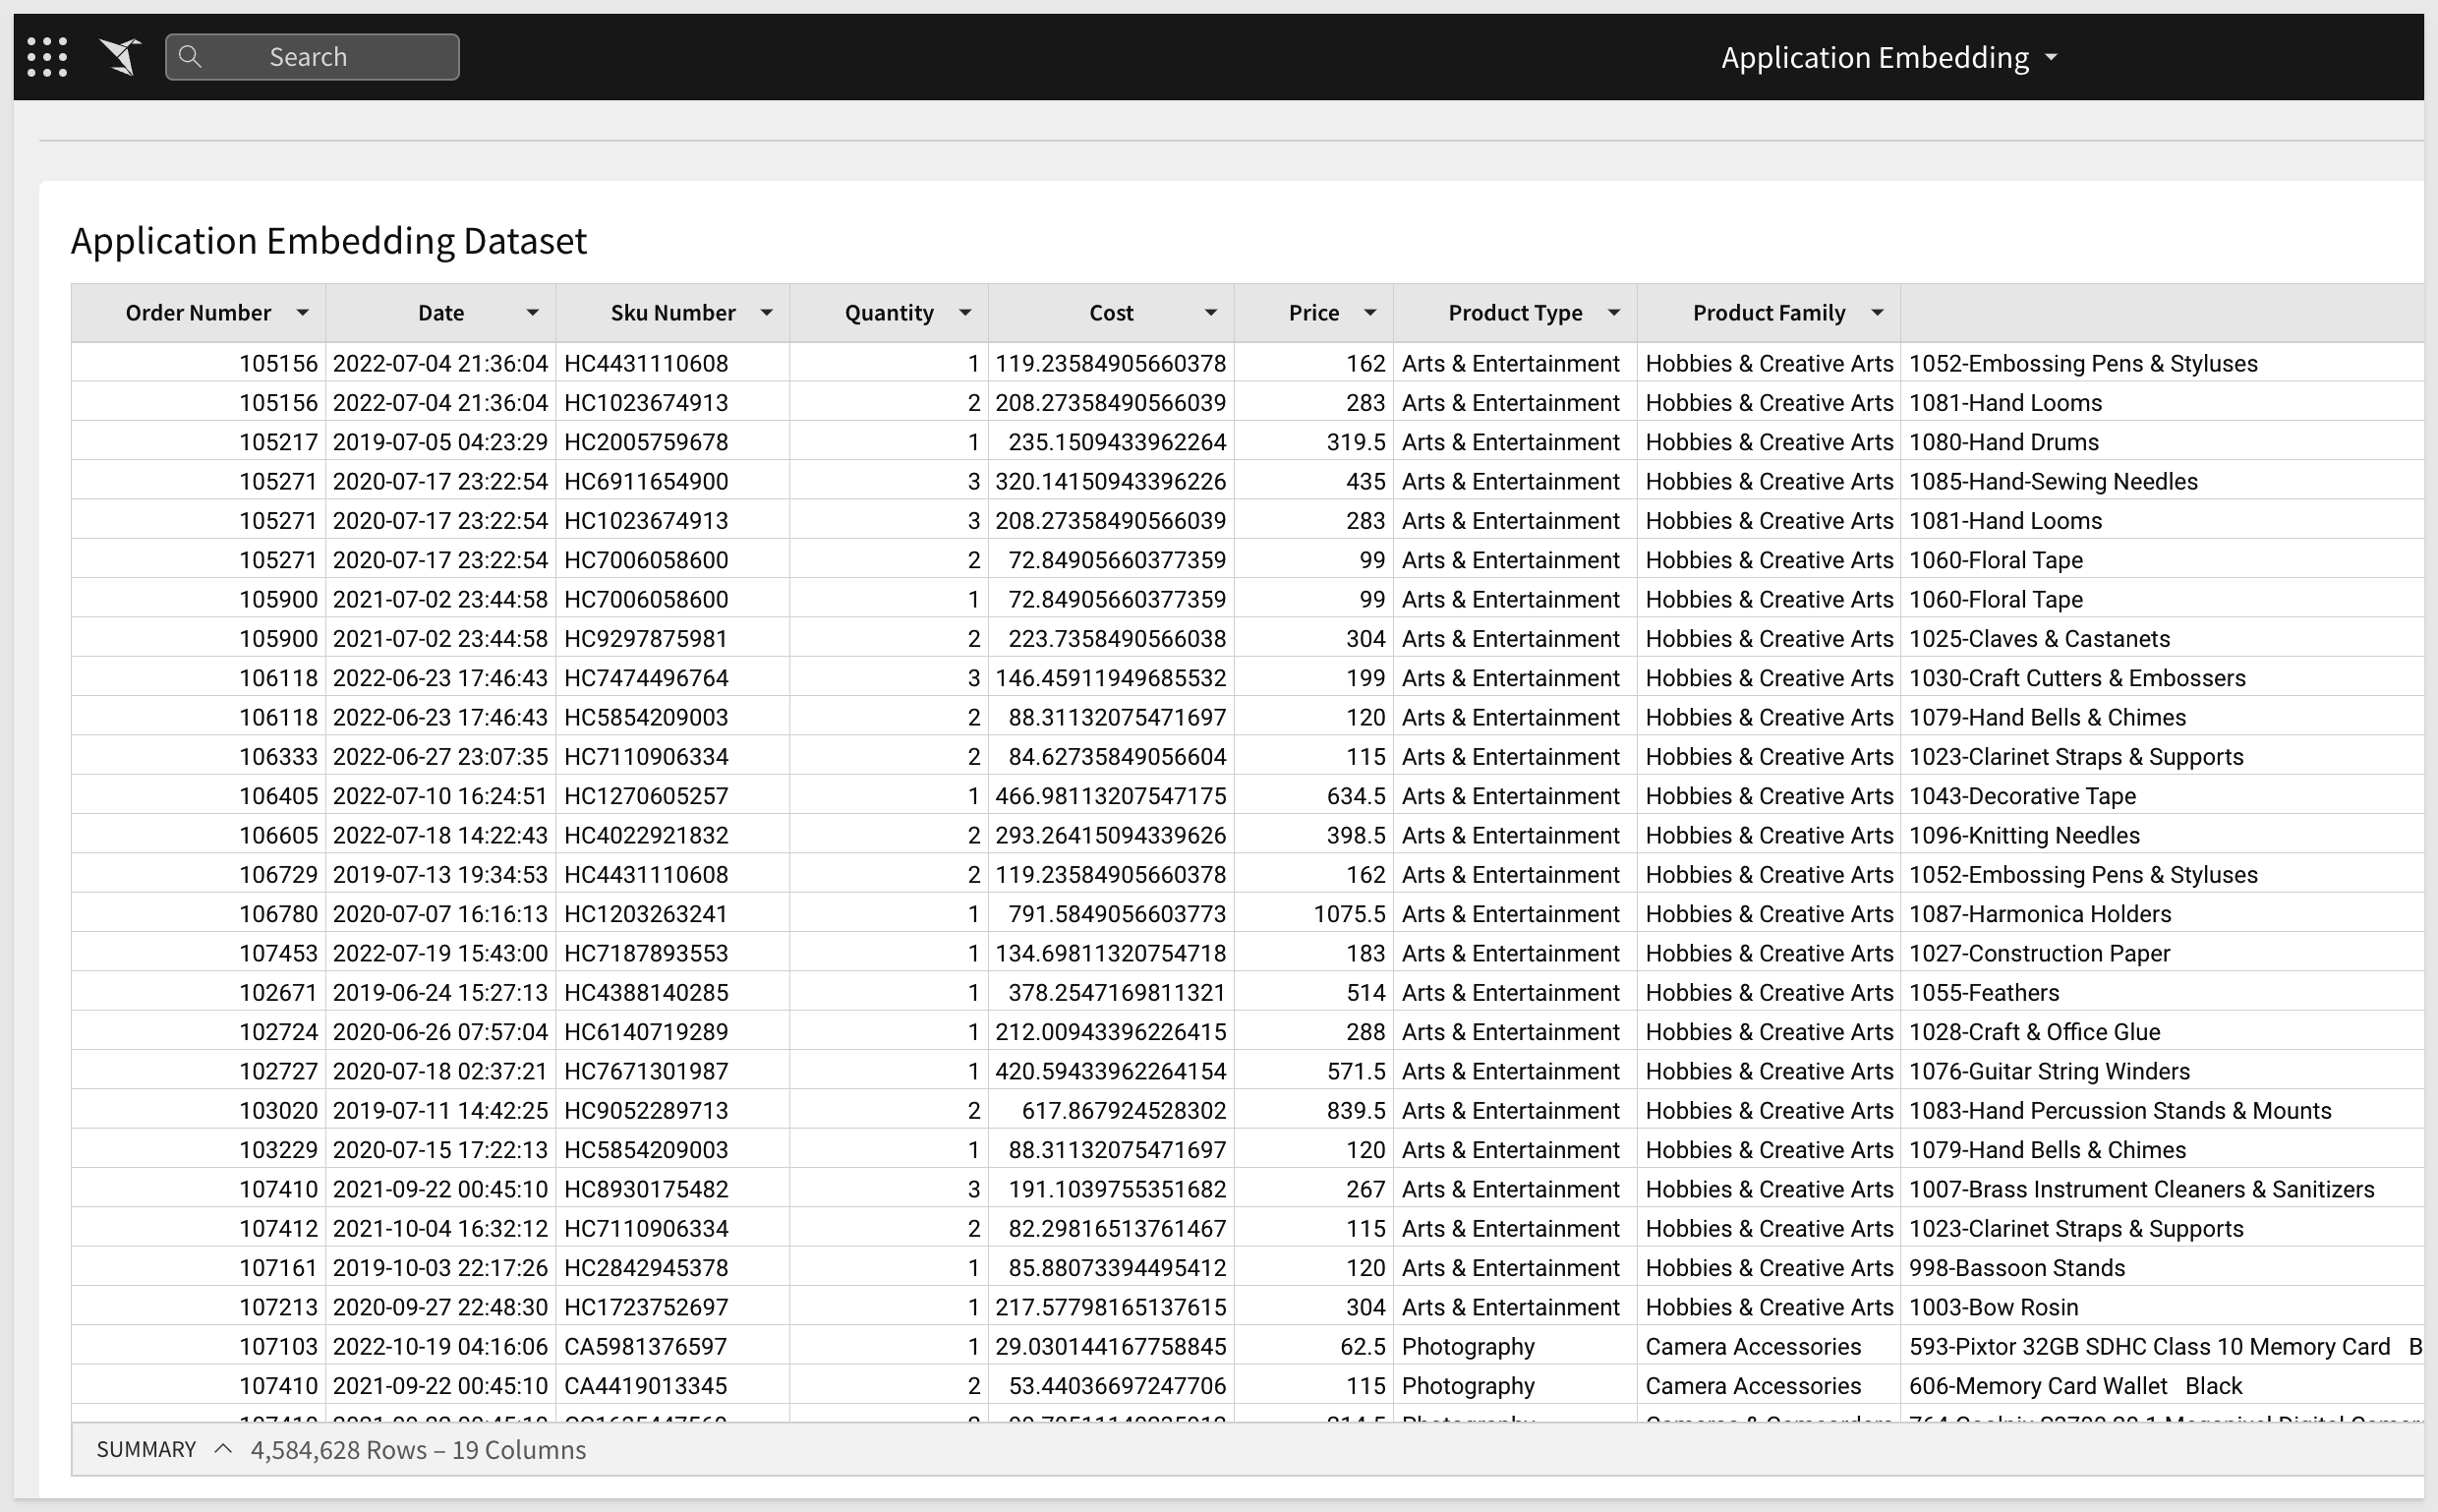 Search
Application Embedding
Application Embedding Dataset
Order Number Date Sku Number Quantity Cost Price Product Type Product Family
105156 2022-07-04 21:36:04 HC4431110608 1 119.23584905660378 162 Arts & Entertainment Hobbies & Creative Arts 1052-Embossing Pens & Styluses
105156 2022-07-04 21:36:04 HC1023674913 2 208.27358490566039 283 Arts & Entertainment Hobbies & Creative Arts 1081-Hand Looms
105217 2019-07-05 04:23:29 HC2005759678 1 235.1509433962264 319.5 Arts & Entertainment Hobbies & Creative Arts 1080-Hand Drums
105271 2020-07-17 23:22:54 HC6911654900 3 320.14150943396226 435 Arts & Entertainment Hobbies & Creative Arts 1085-Hand-Sewing Needles
105271 2020-07-17 23:22:54 HC1023674913 3 208.27358490566039 283 Arts & Entertainment Hobbies & Creative Arts 1081-Hand Looms
105271 2020-07-17 23:22:54 HC7006058600 2 72.84905660377359 99 Arts & Entertainment Hobbies & Creative Arts 1060-Floral Tape
105900 2021-07-02 23:44:58 HC7006058600 1 72.84905660377359 99 Arts & Entertainment Hobbies & Creative Arts 1060-Floral Tape
105900 2021-07-02 23:44:58 HC9297875981 2 223.7358490566038 304 Arts & Entertainment Hobbies & Creative Arts 1025-Claves & Castanets
106118 2022-06-23 17:46:43 HC7474496764 3 146.45911949685532 199 Arts & Entertainment Hobbies & Creative Arts 1030-Craft Cutters & Embossers
106118 2022-06-23 17:46:43 HC5854209003 2 88.31132075471697 120 Arts & Entertainment Hobbies & Creative Arts 1079-Hand Bells & Chimes
106333 2022-06-27 23:07:35 HC7110906334 2 84.62735849056604 115 Arts & Entertainment Hobbies & Creative Arts 1023-Clarinet Straps & Supports
106405 2022-07-10 16:24:51 HC1270605257 1 466.98113207547175 634.5 Arts & Entertainment Hobbies & Creative Arts 1043-Decorative Tape
106605 2022-07-18 14:22:43 HC4022921832 2 293.26415094339626 398.5 Arts & Entertainment Hobbies & Creative Arts 1096-Knitting Needles
106729 2019-07-13 19:34:53 HC4431110608 2 119.23584905660378 162 Arts & Entertainment Hobbies & Creative Arts 1052-Embossing Pens & Styluses
106780 2020-07-07 16:16:13 HC1203263241 1 791.5849056603773 1075.5 Arts & Entertainment Hobbies & Creative Arts 1087-Harmonica Holders
107453 2022-07-19 15:43:00 HC7187893553 1 134.69811320754718 183 Arts & Entertainment Hobbies & Creative Arts 1027-Construction Paper
102671 2019-06-24 15:27:13 HC4388140285 1 378.2547169811321 514 Arts & Entertainment Hobbies & Creative Arts 1055-Feathers
102724 2020-06-26 07:57:04 HC6140719289 1 212.00943396226415 288 Arts & Entertainment Hobbies & Creative Arts 1028-Craft & Office Glue
102727 2020-07-18 02:37:21 HC7671301987 1 420.59433962264154 571.5 Arts & Entertainment Hobbies & Creative Arts 1076-Guitar String Winders
103020 2019-07-11 14:42:25 HC9052289713 2 617.867924528302 839.5 Arts & Entertainment Hobbies & Creative Arts 1083-Hand Percussion Stands & Mounts
103229 2020-07-15 17:22:13 HC5854209003 1 88.31132075471697 120 Arts & Entertainment Hobbies & Creative Arts 1079-Hand Bells & Chimes
107410 2021-09-22 00:45:10 HC8930175482 3 191.1039755351682 267 Arts & Entertainment Hobbies & Creative Arts 1007-Brass Instrument Cleaners & Sanitizers
107412 2021-10-04 16:32:12 HC7110906334 2 82.29816513761467 115 Arts & Entertainment Hobbies & Creative Arts 1023-Clarinet Straps & Supports
107161 2019-10-03 22:17:26 HC2842945378 1 85.88073394495412 120 Arts & Entertainment Hobbies & Creative Arts 998-Bassoon Stands
107213 2020-09-27 22:48:30 HC1723752697 1 217.57798165137615 304 Arts & Entertainment Hobbies & Creative Arts 1003-Bow Rosin
107103 2022-10-19 04:16:06 CA5981376597 1 29.030144167758845 62.5 Photography Camera Accessories 593-Pixtor 32GB SDHC Class 10 Memory Card B
107410 2021-09-22 00:45:10 CA4419013345 2 53.44036697247706 115 Photography Camera Accessories 606-Memory Card Wallet Black
SUMMARY 4,584,628 Rows – 19 Columns